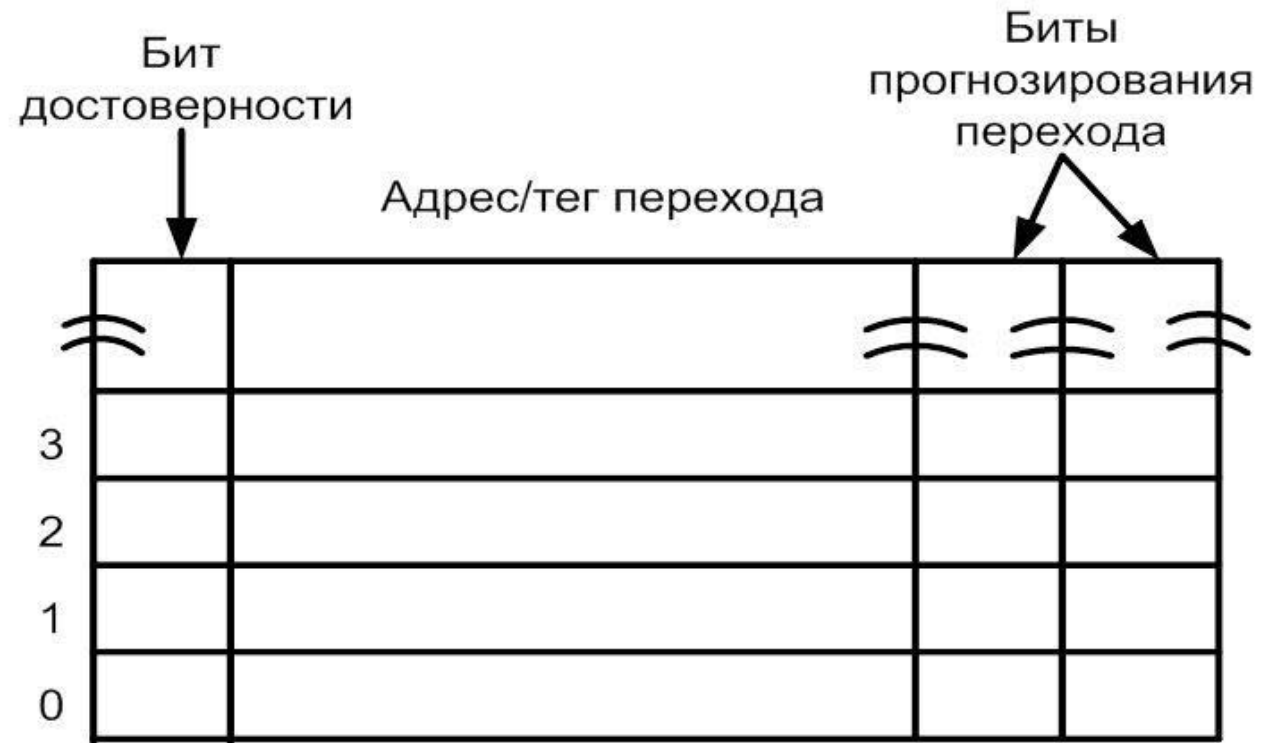 Бит
достоверности
Биты
прогнозирования
перехода
Адрес/тег перехода
3
2
1
0